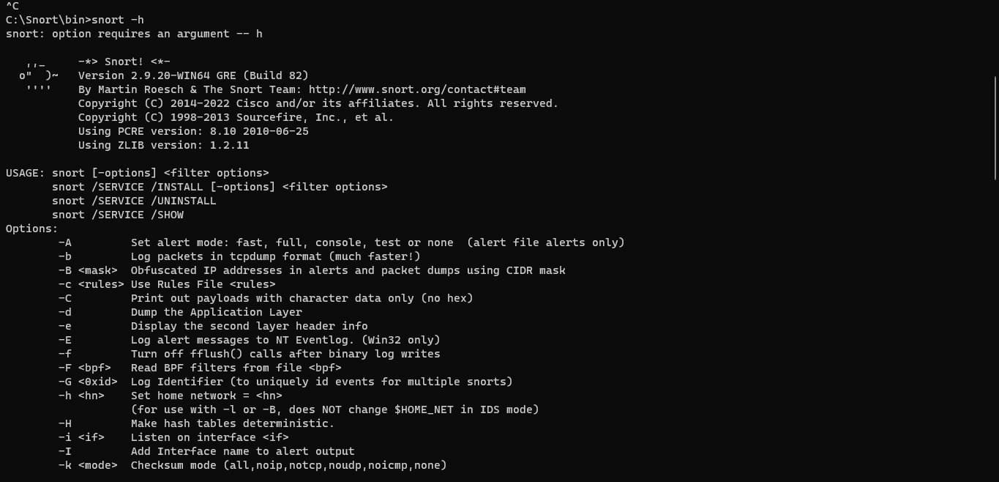 ^C
C:\Snort\bin>snort -h
snort: option requires an argument -- h
   ,,_     -*> Snort! <*-
  o"  )~   Version 2.9.20-WIN64 GRE (Build 82)
   ''''    By Martin Roesch & The Snort Team: http://www.snort.org/contact#team
           Copyright (C) 2014-2022 Cisco and/or its affiliates. All rights reserved.
           Copyright (C) 1998-2013 Sourcefire, Inc., et al.
           Using PCRE version: 8.10 2010-06-25
           Using ZLIB version: 1.2.11
USAGE: snort [-options] <filter options>
       snort /SERVICE /INSTALL [-options] <filter options>
       snort /SERVICE /UNINSTALL
       snort /SERVICE /SHOW
Options:
        -A         Set alert mode: fast, full, console, test or none  (alert file alerts only)
        -b         Log packets in tcpdump format (much faster!)
        -B <mask>  Obfuscated IP addresses in alerts and packet dumps using CIDR mask
        -c <rules> Use Rules File <rules>
        -C         Print out payloads with character data only (no hex)
        -d         Dump the Application Layer
        -e         Display the second layer header info
        -E         Log alert messages to NT Eventlog. (Win32 only)
        -f         Turn off fflush() calls after binary log writes
        -F <bpf>   Read BPF filters from file <bpf>
        -G <0xid>  Log Identifier (to uniquely id events for multiple snorts)
        -h <hn>    Set home network = <hn>
                   (for use with -l or -B, does NOT change $HOME_NET in IDS mode)
        -H         Make hash tables deterministic.
        -i <if>    Listen on interface <if>
        -I         Add Interface name to alert output
        -k <mode>  Checksum mode (all,noip,notcp,noudp,noicmp,none)